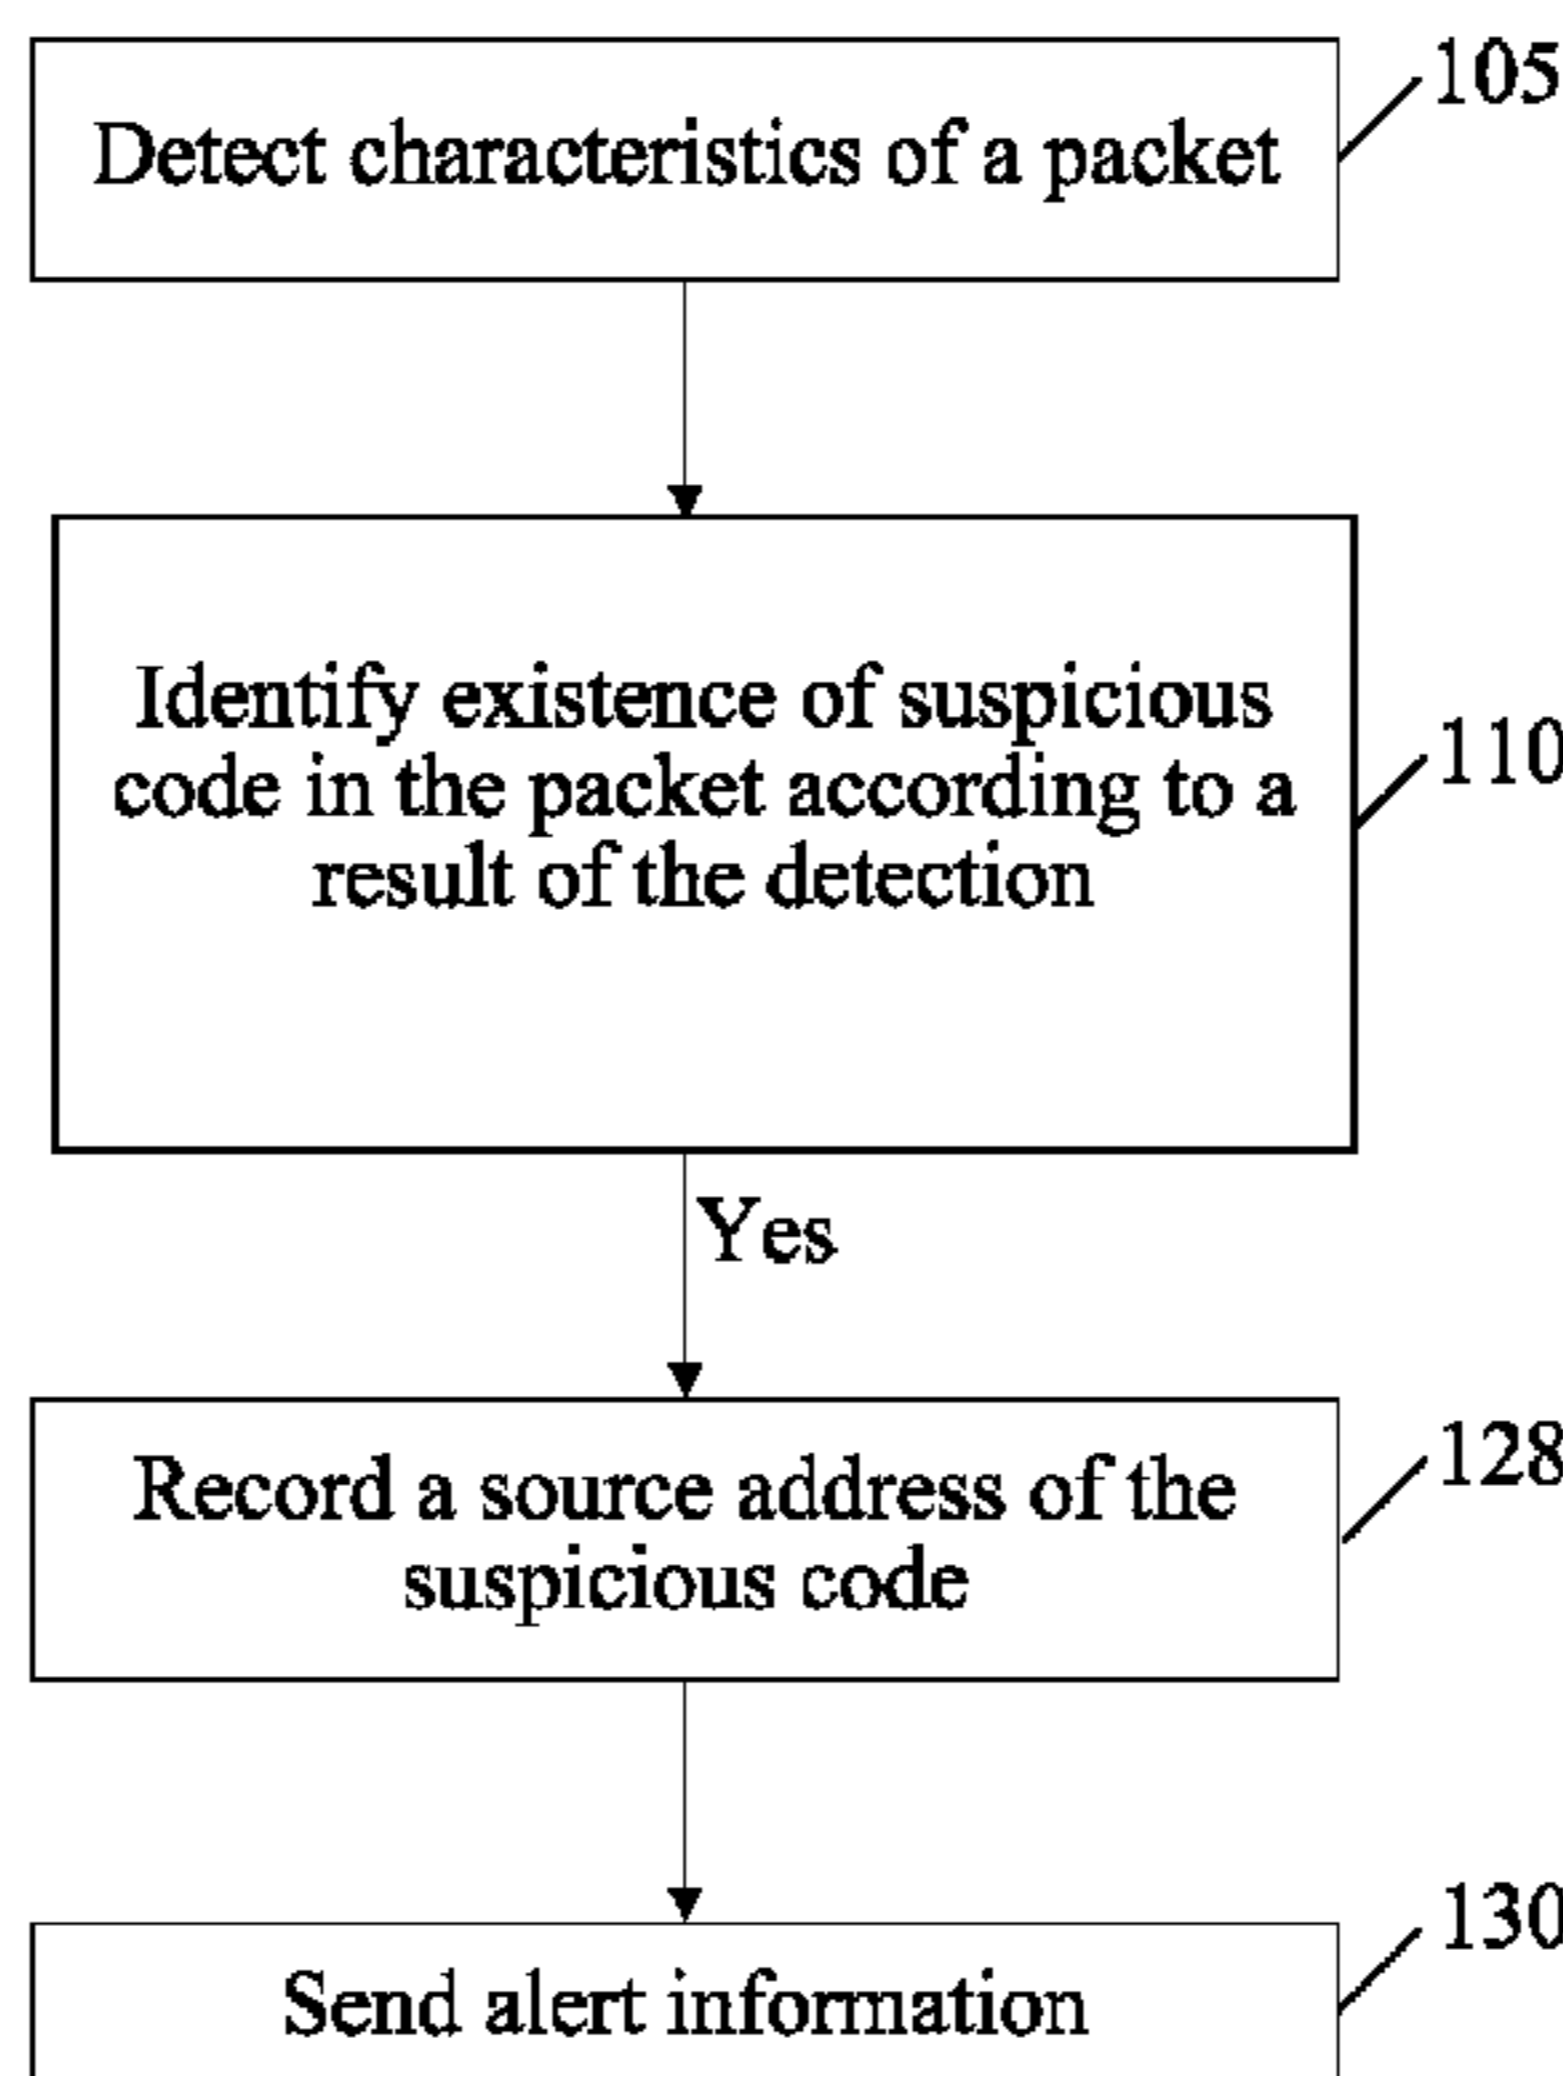 105
Detect characteristics of a packet
Identify existence of suspicious
code in the packet according to a
result of the detection
110
Yes
Record a source address of the
suspicious code
128
130
Send alert information